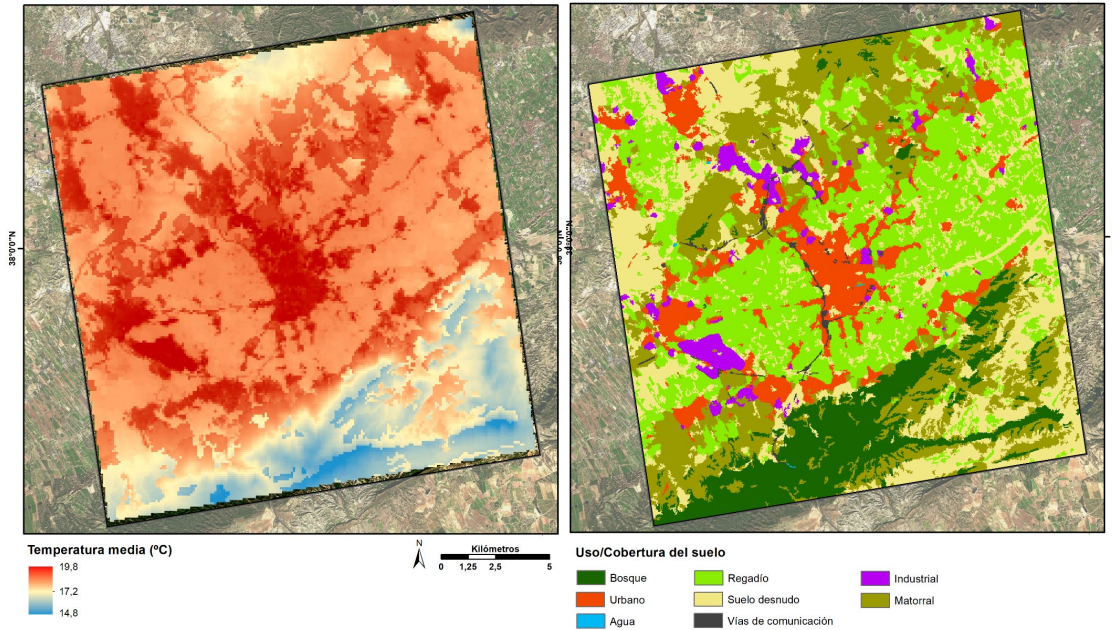 38°0'0"N
Temperatura media (ºC)
19,8
17,2
14,8
N
Kilómetros
0 1,25 2,5 5
Uso/Cobertura del suelo
Bosque
Regadío
Industrial
Urbano
Suelo desnudo
Matorral
Agua
Vías de comunicación